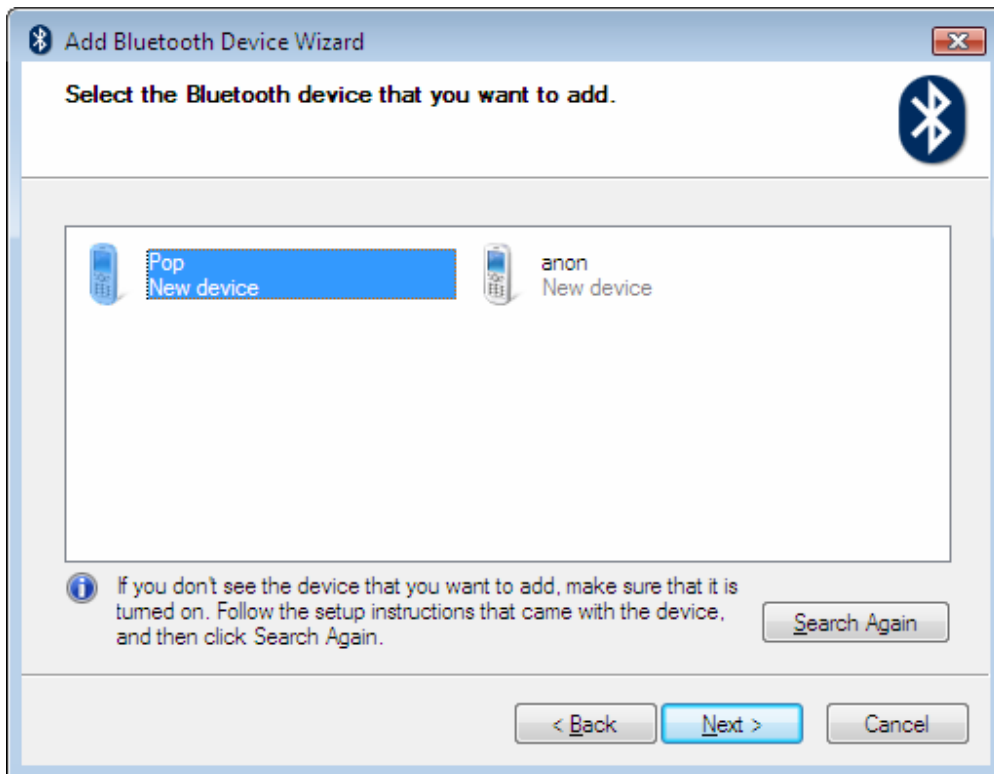 Add Bluetooth Device Wizard
Select the Bluetooth device that you want to add.
Pop
New device
anon
New device
If you don't see the device that you want to add, make sure that it is
turned on. Follow the setup instructions that came with the device,
and then click Search Again.
Search Again
< Back
Next >
Cancel